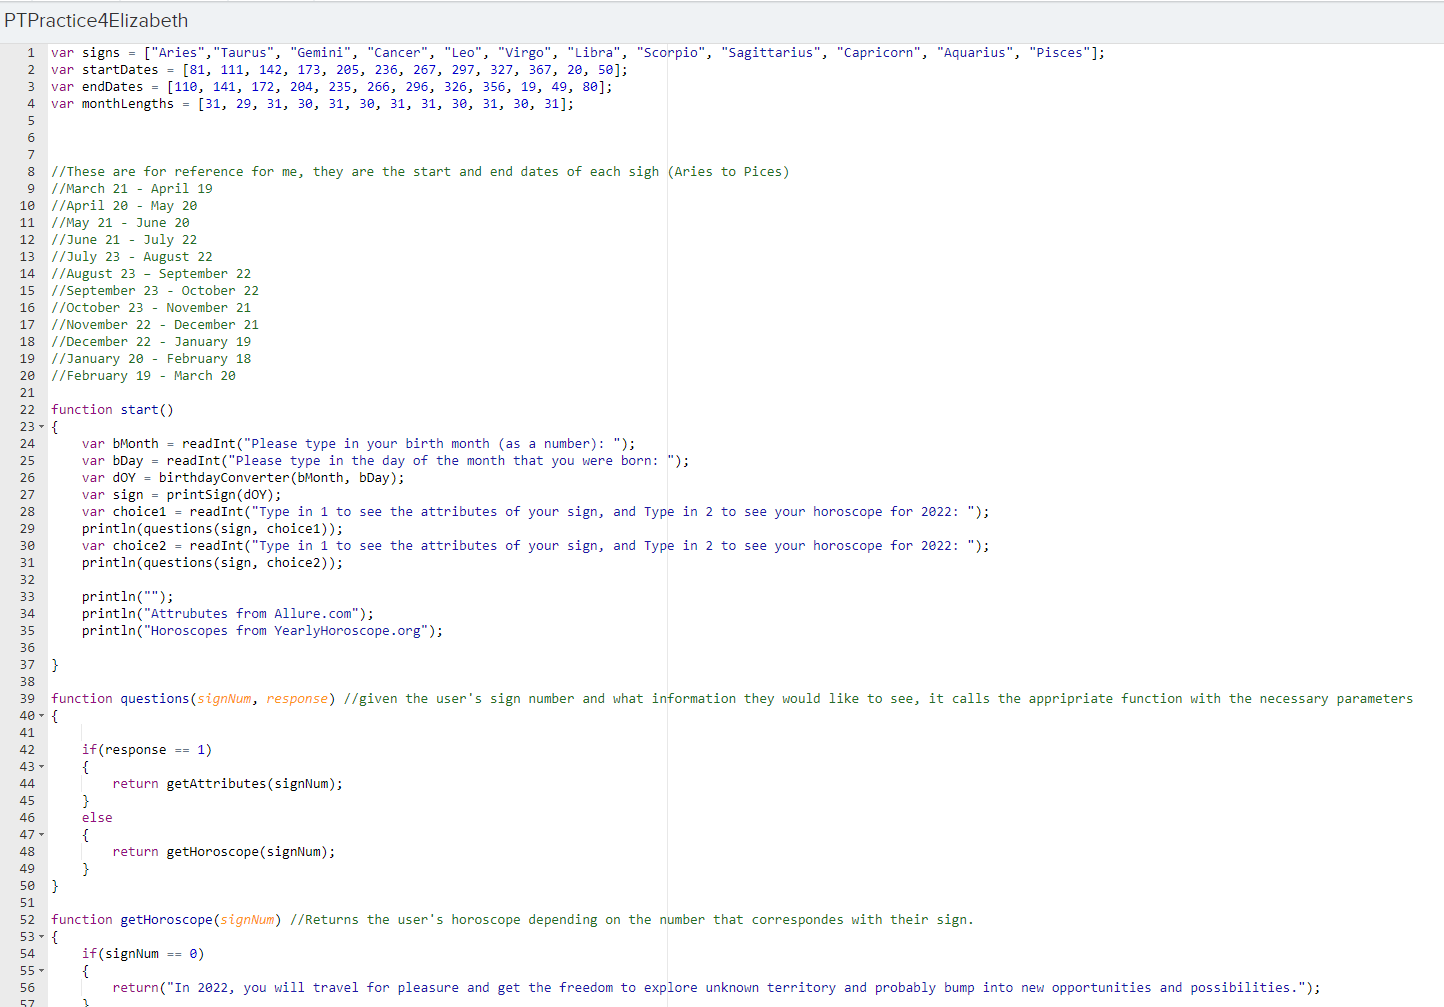 PTPractice4Elizabeth
1 var signs = ["Aries","Taurus", "Gemini", "Cancer", "Leo", "Virgo", "Libra", "Scorpio", "Sagittarius", "Capricorn", "Aquarius", "Pisces"];
2 var startDates = [81, 111, 142, 173, 205, 236, 267, 297, 327, 367, 20, 50];
3 var endDates = [110, 141, 172, 204, 235, 266, 296, 326, 356, 19, 49, 80];
4 var monthLengths = [31, 29, 31, 30, 31, 30, 31, 31, 30, 31, 30, 31];
5
6
7
8 //These are for reference for me, they are the start and end dates of each sigh (Aries to Pices)
9 //March 21 - April 19
10 //April 20 - May 20
11 //May 21 - June 20
12 //June 21 - July 22
13 //July 23 - August 22
14 //August 23 – September 22
15 //September 23 - October 22
16 //October 23 - November 21
17 //November 22 - December 21
18 //December 22 - January 19
19 //January 20 - February 18
20 //February 19 - March 20
21
22 function start()
23 {
24 var bMonth = readInt("Please type in your birth month (as a number): ");
25 var bDay = readInt("Please type in the day of the month that you were born: ");
26 var dOY = birthdayConverter(bMonth, bDay);
27 var sign = printSign(dOY);
28 var choice1 = readInt("Type in 1 to see the attributes of your sign, and Type in 2 to see your horoscope for 2022: ");
29 println(questions(sign, choice1));
30 var choice2 = readInt("Type in 1 to see the attributes of your sign, and Type in 2 to see your horoscope for 2022: ");
31 println(questions(sign, choice2));
32
33 println("");
34 println("Attrubutes from Allure.com");
35 println("Horoscopes from YearlyHoroscope.org");
36
37 }
38
39 function questions(signNum, response) //given the user's sign number and what information they would like to see, it calls the appripriate function with the necessary parameters
40 {
41
42 if(response == 1)
43 {
44 return getAttributes(signNum);
45 }
46 else
47 {
48 return getHoroscope(signNum);
49 }
50 }
51
52 function getHoroscope(signNum) //Returns the user's horoscope depending on the number that correspondes with their sign.
53 {
54 if(signNum == 0)
55 {
56 return("In 2022, you will travel for pleasure and get the freedom to explore unknown territory and probably bump into new opportunities and possibilities.");
57 }